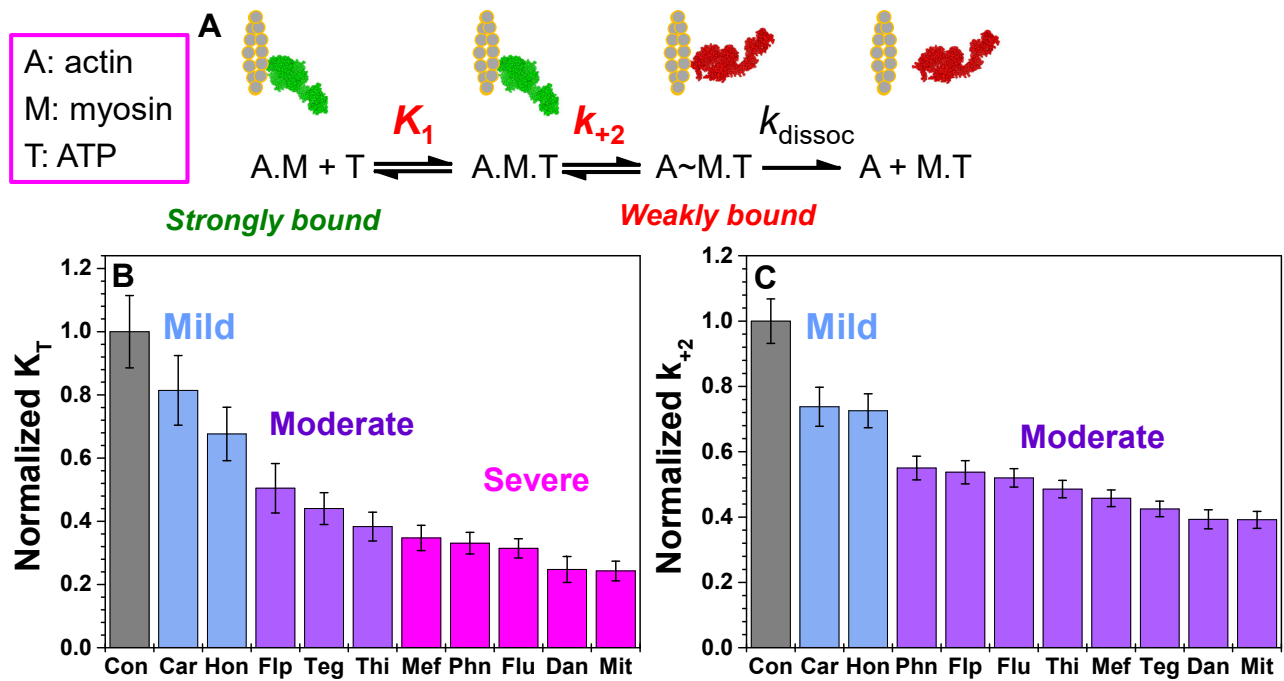 A: actin
M: myosin
T: ATP
A
K1
k+2
kdissoc
A.M + T
A.M.T
A~M.T
A + M.T
Strongly bound
Weakly bound
B
Normalized KT
1.2
1.0
0.8
0.6
0.4
0.2
0.0
Mild
Moderate
Severe
Con Car Hon Flp Teg Thi Mef Phn Flu Dan Mit
C
Normalized k+2
1.2
1.0
0.8
0.6
0.4
0.2
0.0
Mild
Moderate
Con Car Hon Phn Flp Flu Thi Mef Teg Dan Mit